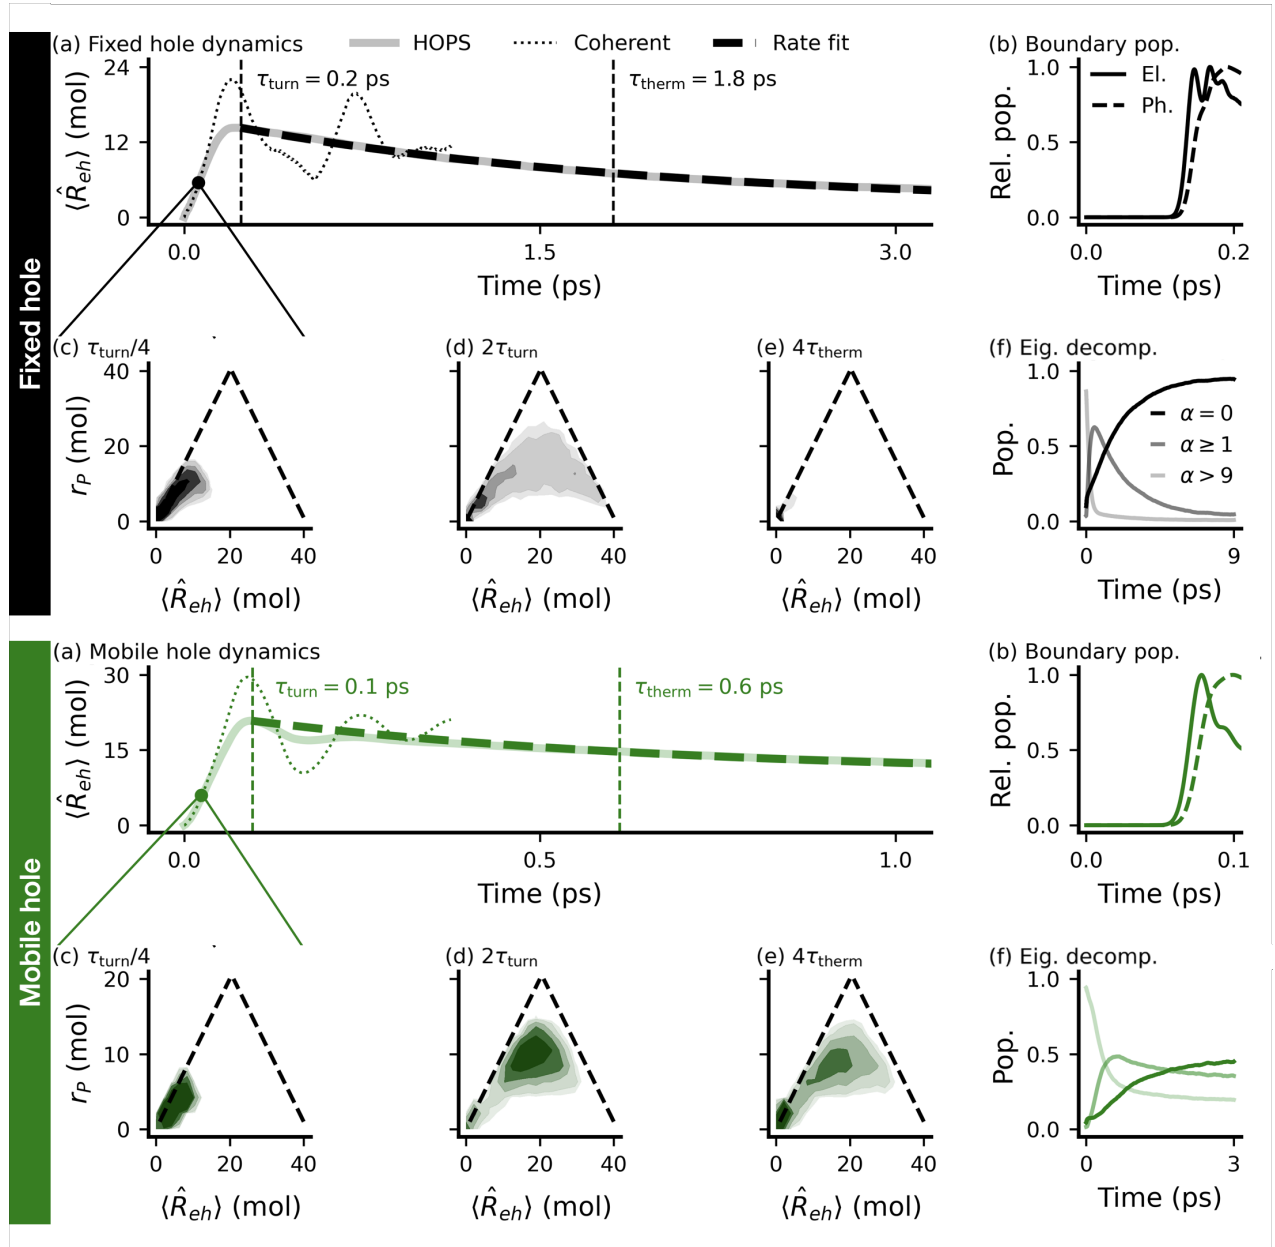 Fixed hole
(a) Fixed hole dynamics
HOPS
Coherent
Rate fit
τturn = 0.2 ps
τtherm = 1.8 ps
⟨R̂eh⟩ (mol)
24
12
0
0.0
1.5
3.0
Time (ps)
(b) Boundary pop.
El.
Ph.
Rel. pop.
1.0
0.5
0.0
0.0
0.2
Time (ps)
(c) τturn/4
rP (mol)
40
20
0
0
20
40
⟨R̂eh⟩ (mol)
(d) 2τturn
0
20
40
⟨R̂eh⟩ (mol)
(e) 4τtherm
0
20
40
⟨R̂eh⟩ (mol)
(f) Eig. decomp.
α = 0
α ≥ 1
α > 9
Pop.
1.0
0.5
0.0
0
9
Time (ps)
Mobile hole
(a) Mobile hole dynamics
τturn = 0.1 ps
τtherm = 0.6 ps
⟨R̂eh⟩ (mol)
30
15
0
0.0
0.5
1.0
Time (ps)
(b) Boundary pop.
Rel. pop.
1.0
0.5
0.0
0.0
0.1
Time (ps)
(c) τturn/4
rP (mol)
20
10
0
0
20
40
⟨R̂eh⟩ (mol)
(d) 2τturn
0
20
40
⟨R̂eh⟩ (mol)
(e) 4τtherm
0
20
40
⟨R̂eh⟩ (mol)
(f) Eig. decomp.
Pop.
1.0
0.5
0.0
0
3
Time (ps)